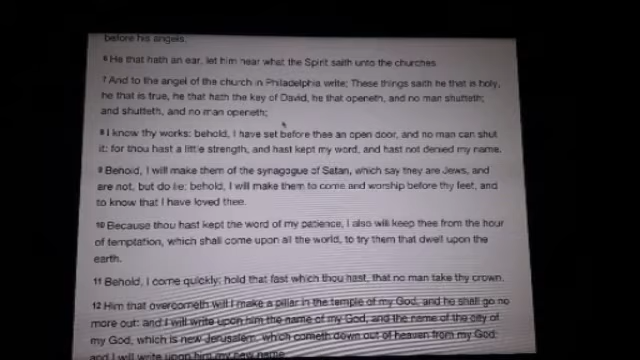 before his angels.
6 He that hath an ear, let him hear what the Spirit saith unto the churches
7 And to the angel of the church in Philadelphia write; These things saith he that is holy,
he that is true, he that hath the key of David, he that openeth, and no man shutteth;
and shutteth, and no man openeth;
8 I know thy works: behold, I have set before thee an open door, and no man can shut
it: for thou hast a little strength, and hast kept my word, and hast not denied my name.
9 Behold, I will make them of the synagogue of Satan, which say they are Jews, and
are not, but do lie; behold, I will make them to come and worship before thy feet, and
to know that I have loved thee.
10 Because thou hast kept the word of my patience, I also will keep thee from the hour
of temptation, which shall come upon all the world, to try them that dwell upon the
earth.
11 Behold, I come quickly: hold that fast which thou hast, that no man take thy crown.
12 Him that overcometh will I make a pillar in the temple of my God, and he shall go no
more out: and I will write upon him the name of my God, and the name of the city of
my God, which is new Jerusalem, which cometh down out of heaven from my God:
and I will write upon him my new name.